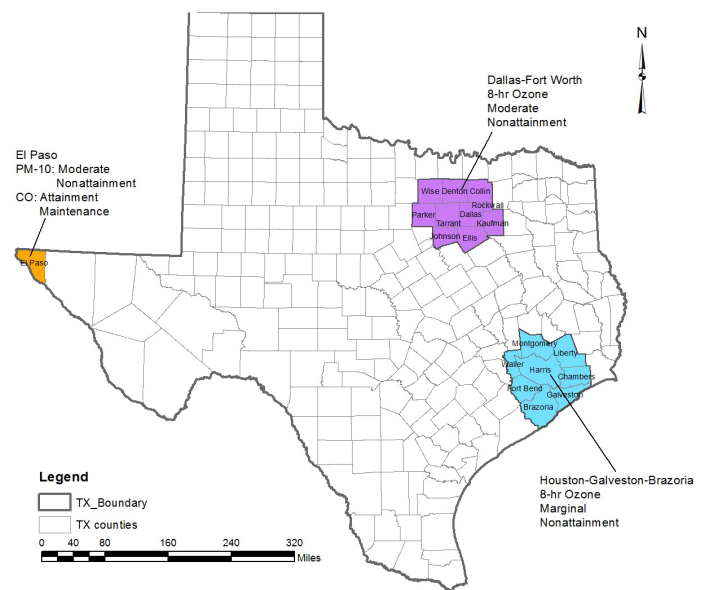 N
Dallas-Fort Worth
8-hr Ozone
Moderate
Nonattainment
El Paso
PM-10: Moderate
Nonattainment
CO: Attainment
Maintenance
Wise Denton Collin
Rockwall
Parker Dallas
Tarrant Kaufman
Johnson Ellis
El Paso
Montgomery
Liberty
Waller Harris
Chambers
Fort Bend
Galveston
Brazoria
Houston-Galveston-Brazoria
8-hr Ozone
Marginal
Nonattainment
Legend
TX_Boundary
TX counties
0 20 40 80 160 240 320
Miles